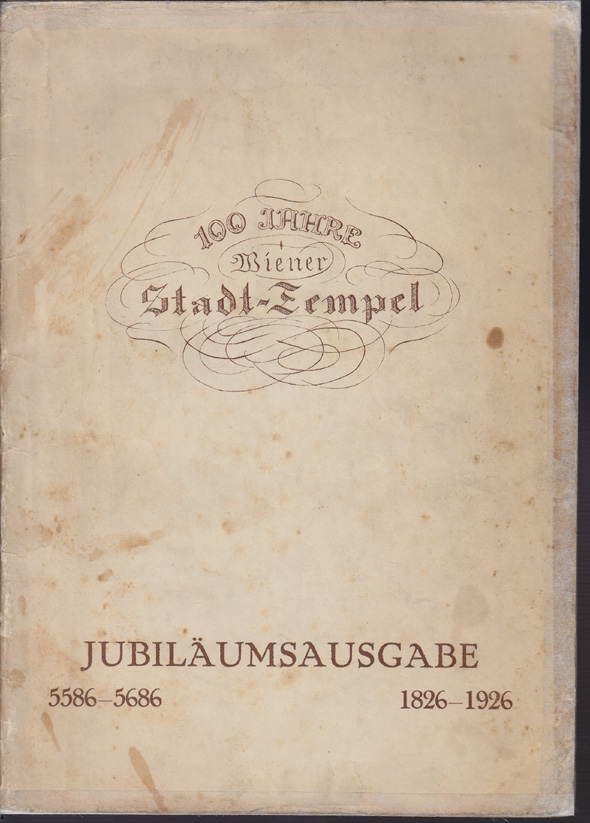 100 JAHRE
Wiener
Stadt-Tempel
JUBILÄUMSAUSGABE
5586–5686 1826–1926